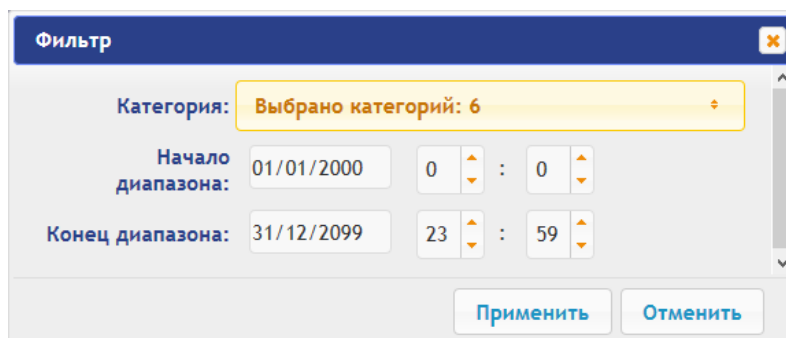 Фильтр
Категория: Выбрано категорий: 6
Начало
диапазона: 01/01/2000 0 : 0
Конец диапазона: 31/12/2099 23 : 59
Применить Отменить